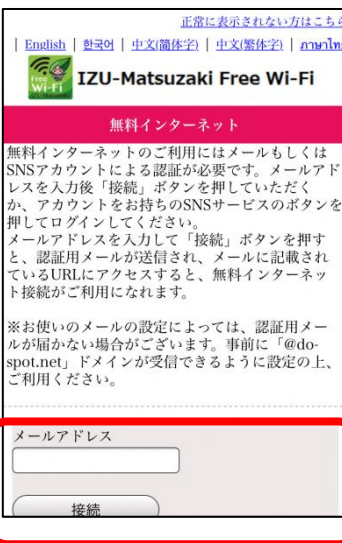 正常に表示されない方はこちら
| English | 한국어 | 中文(簡体字) | 中文(繁体字) | ภาษาไทย
Free
Wi-Fi
IZU-Matsuzaki Free Wi-Fi
無料インターネット
無料インターネットのご利用にはメールもしくは
SNSアカウントによる認証が必要です。メールアド
レスを入力後「接続」ボタンを押していただく
か、アカウントをお持ちのSNSサービスのボタンを
押してログインしてください。
メールアドレスを入力して「接続」ボタンを押す
と、認証用メールが送信され、メールに記載され
ているURLにアクセスすると、無料インターネッ
ト接続がご利用になれます。
※お使いのメールの設定によっては、認証用メー
ルが届かない場合がございます。事前に「@do-
spot.net」ドメインが受信できるように設定の上、
ご利用ください。
メールアドレス
接続